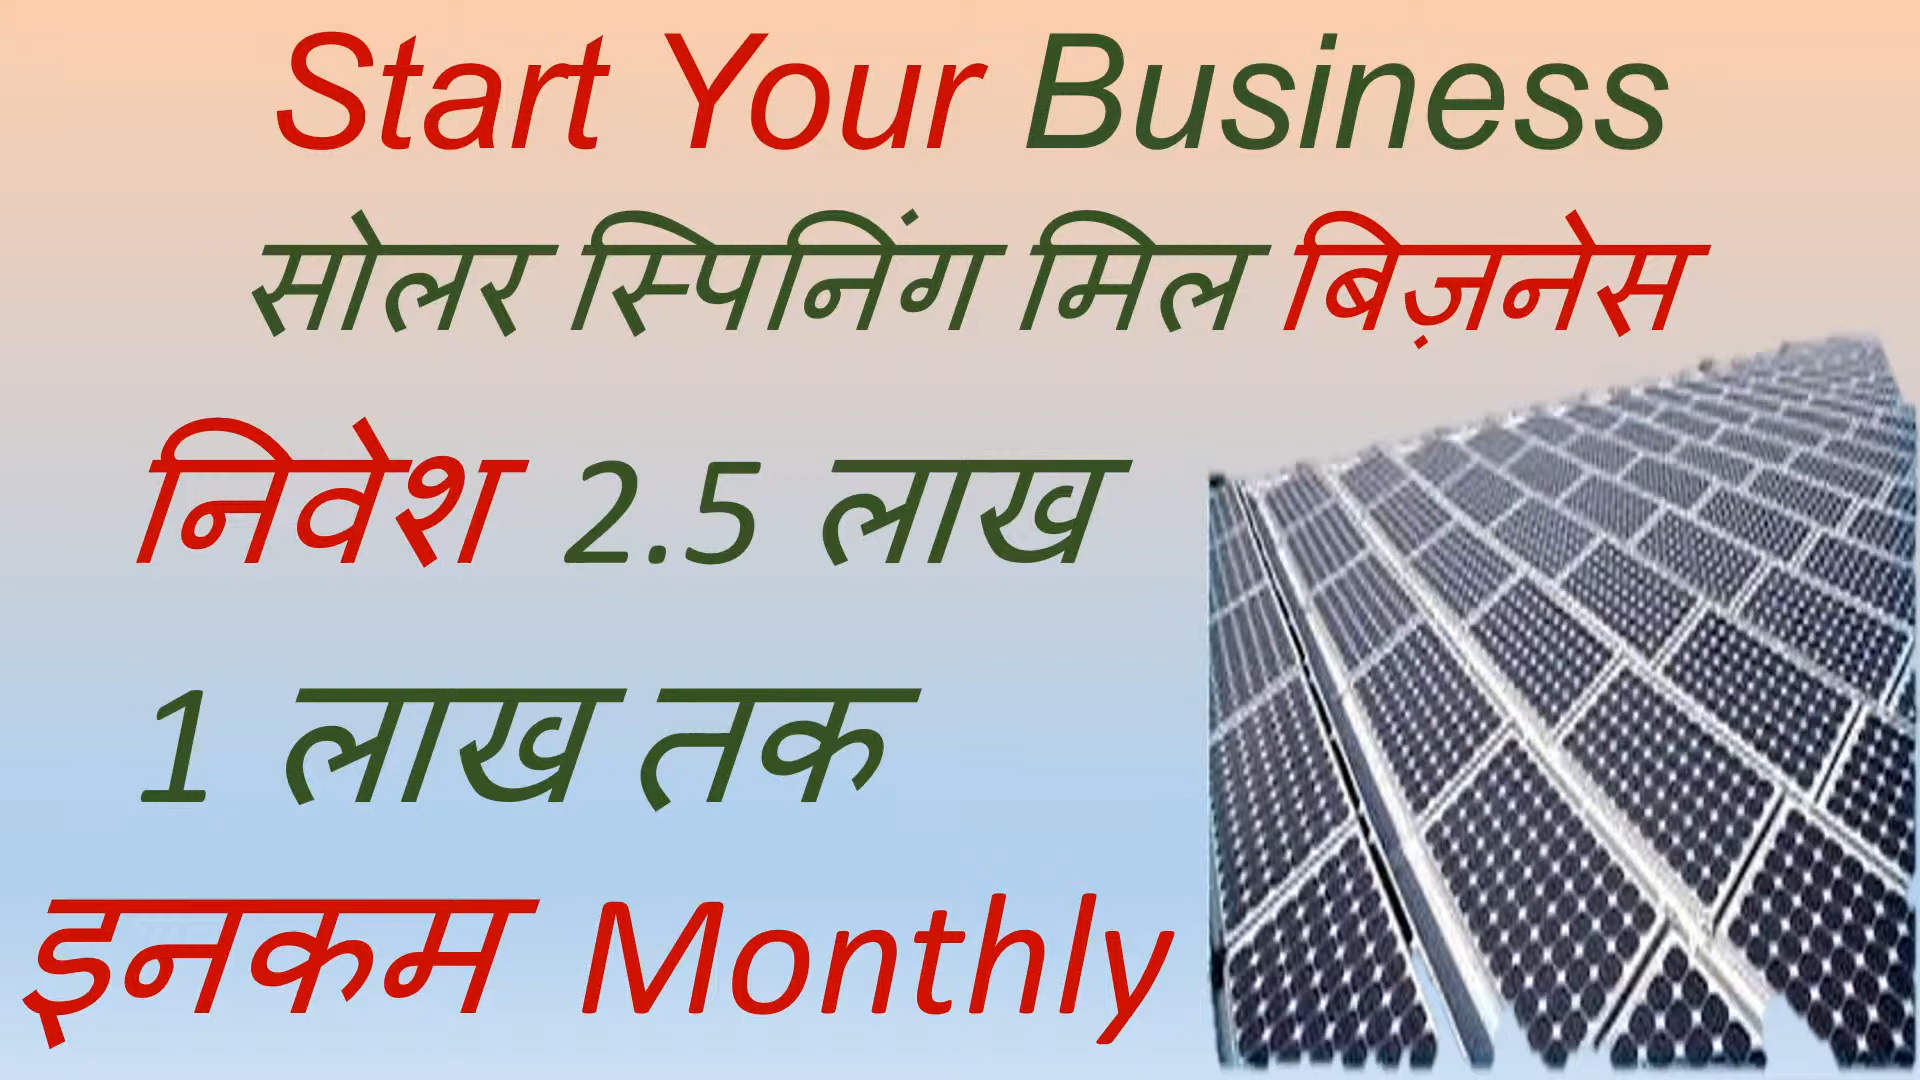 Start Your Business
सोलर स्पिनिंग मिल बिज़नेस
निवेश 2.5 लाख
1 लाख तक
इनकम Monthly